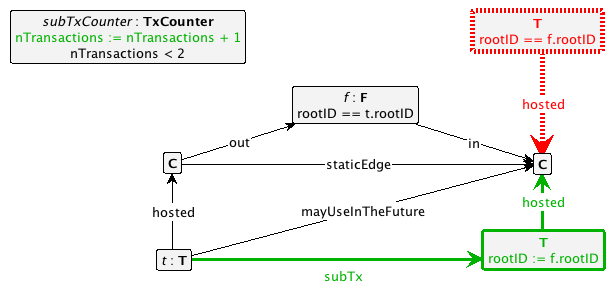 subTxCounter : TxCounter
nTransactions := nTransactions + 1
nTransactions < 2
T
rootID == f.rootID
hosted
f : F
rootID == t.rootID
out
in
C
staticEdge
C
hosted
mayUseInTheFuture
hosted
t : T
subTx
T
rootID := f.rootID